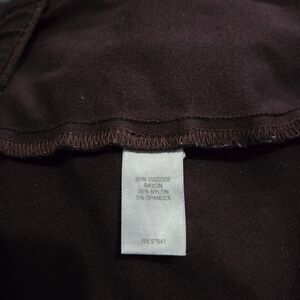 60% VISCOSE
RAYON
35% NYLON
5% SPANDEX
RN 97841